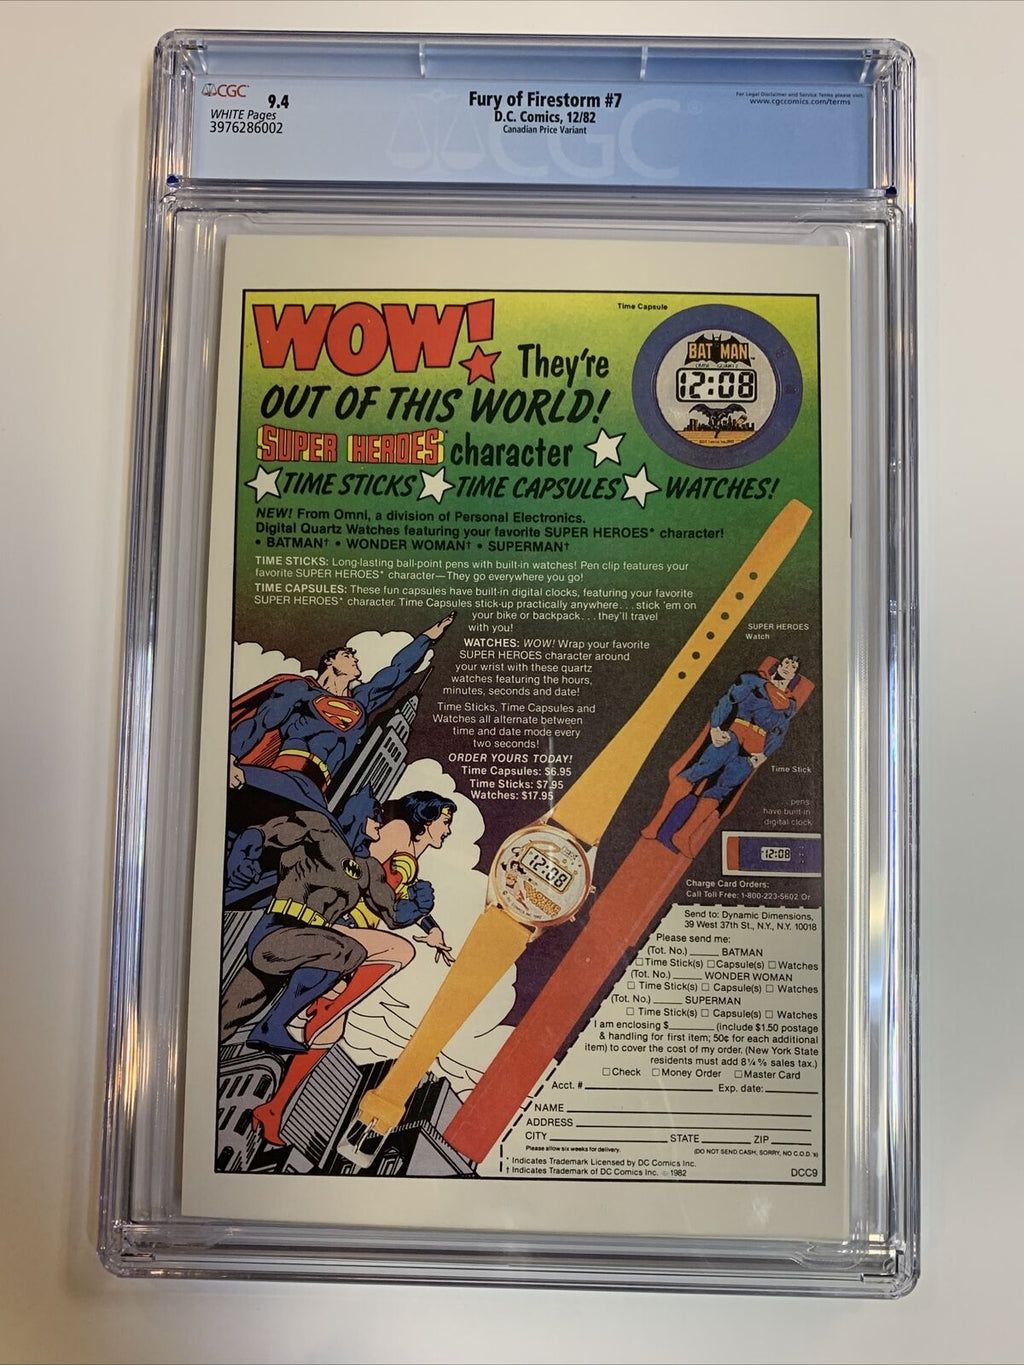 CGC
9.4
WHITE Pages
3976286002
Fury of Firestorm #7
D.C. Comics, 12/82
Canadian Price Variant
For Legal Disclaimer and Service Terms please visit:
www.cgccomics.com/terms
CGC
WOW! They're
OUT OF THIS WORLD!
SUPER HEROES character
TIME STICKS TIME CAPSULES WATCHES!
Time Capsule
BATMAN
12:08
NEW! From Omni, a division of Personal Electronics.
Digital Quartz Watches featuring your favorite SUPER HEROES* character!
• BATMAN† • WONDER WOMAN† • SUPERMAN†
TIME STICKS: Long-lasting ball-point pens with built-in watches! Pen clip features your
favorite SUPER HEROES* character—They go everywhere you go!
TIME CAPSULES: These fun capsules have built-in digital clocks, featuring your favorite
SUPER HEROES* character. Time Capsules stick-up practically anywhere... stick 'em on
your bike or backpack... they'll travel
with you!
WATCHES: WOW! Wrap your favorite
SUPER HEROES character around
your wrist with these quartz
watches featuring the hours,
minutes, seconds and date!
Time Sticks, Time Capsules and
Watches all alternate between
time and date mode every
two seconds!
ORDER YOURS TODAY!
Time Capsules: $6.95
Time Sticks: $7.95
Watches: $17.95
SUPER HEROES
Watch
Time Stick
pens
have built-in
digital clock
12:08
12:08
Charge Card Orders:
Call Toll Free: 1-800-223-5602 Or
Send to: Dynamic Dimensions,
39 West 37th St., N.Y., N.Y. 10018
Please send me:
(Tot. No.) ______ BATMAN
☐ Time Stick(s) ☐ Capsule(s) ☐ Watches
(Tot. No.) ______ WONDER WOMAN
☐ Time Stick(s) ☐ Capsule(s) ☐ Watches
(Tot. No.) ______ SUPERMAN
☐ Time Stick(s) ☐ Capsule(s) ☐ Watches
I am enclosing $________ (include $1.50 postage
& handling for first item; 50¢ for each additional
item) to cover the cost of my order. (New York State
residents must add 8¼% sales tax.)
☐ Check ☐ Money Order ☐ Master Card
Acct. # ____________ Exp. date: ______
NAME
ADDRESS
CITY ____________ STATE ______ ZIP ______
Please allow six weeks for delivery. (DO NOT SEND CASH, SORRY, NO C.O.D.'s)
* Indicates Trademark Licensed by DC Comics Inc.
† Indicates Trademark of DC Comics Inc. © 1982
DCC9